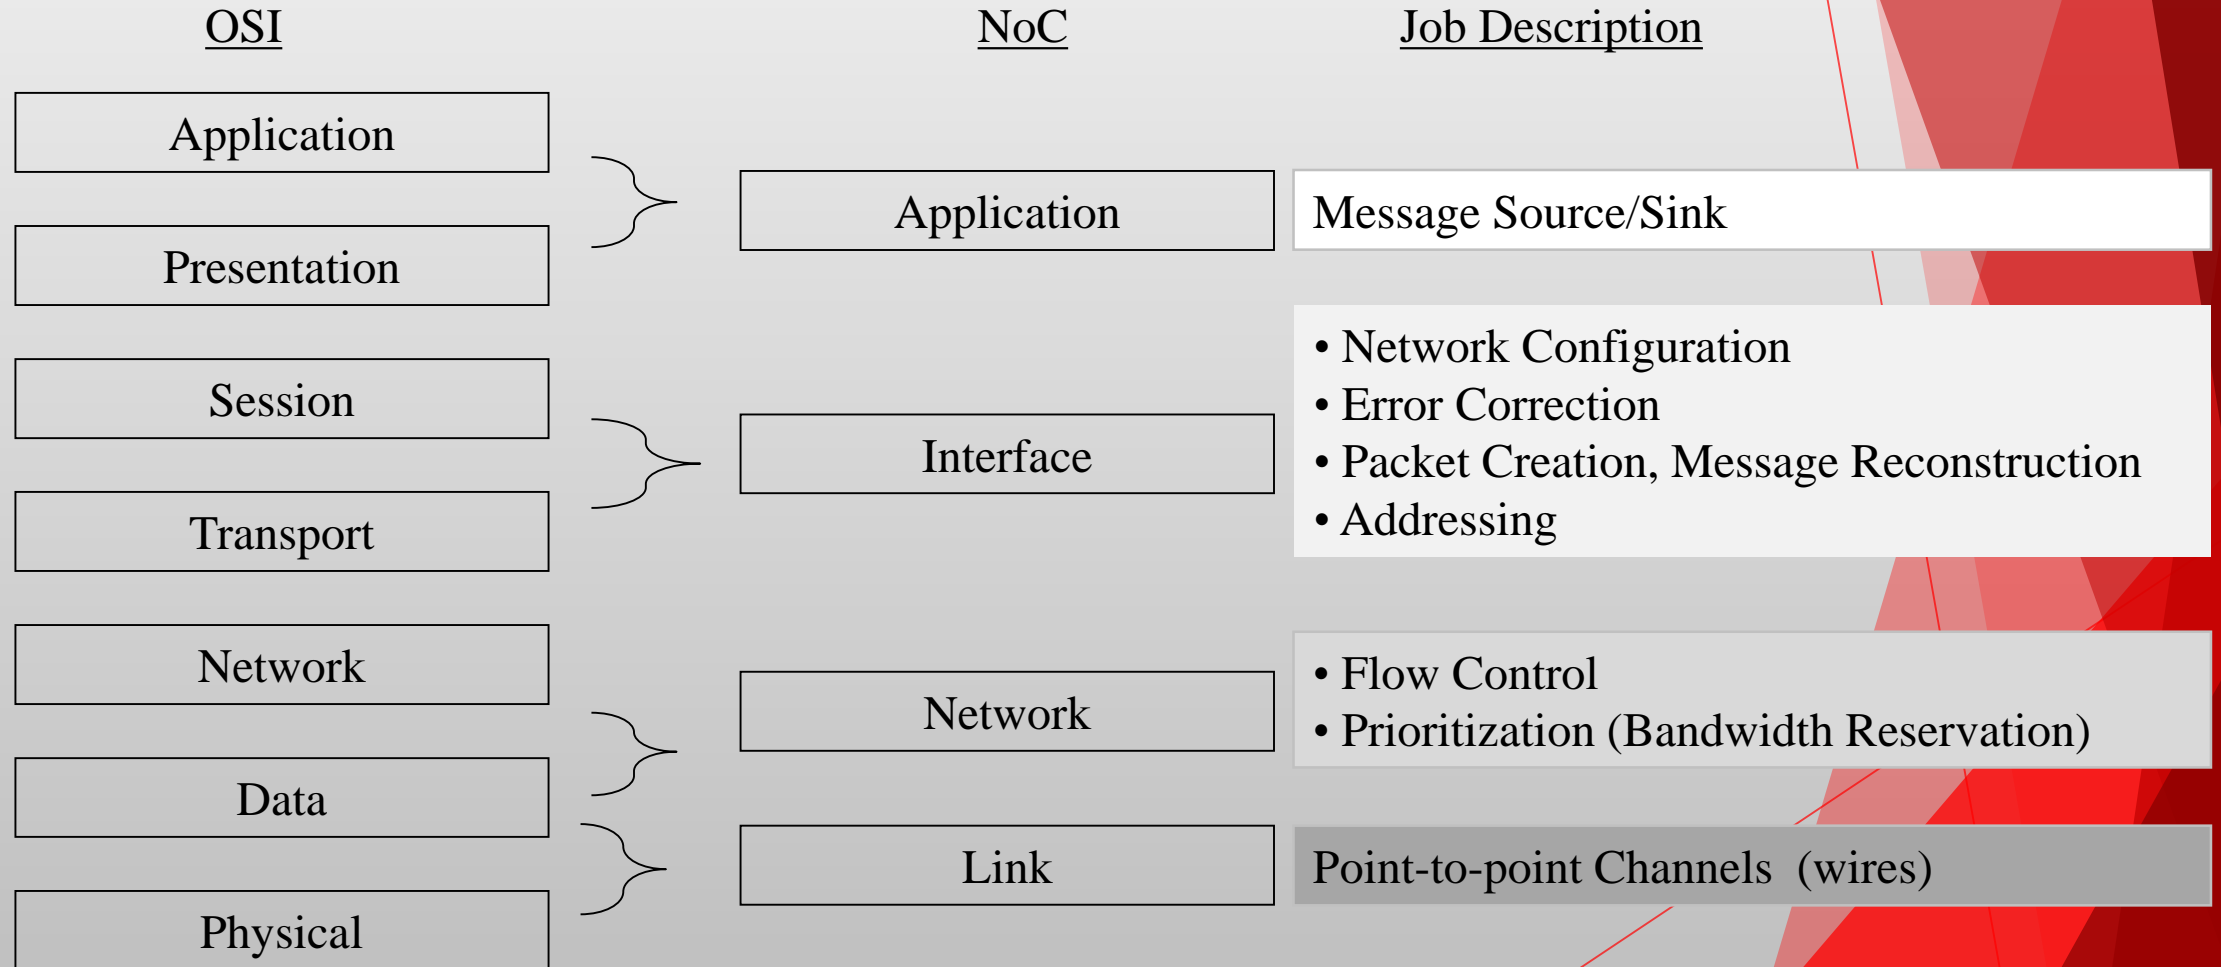 OSI
NoC
Job Description
Application
Presentation
Session
Transport
Network
Data
Physical
Application
Interface
Network
Link
Message Source/Sink
• Network Configuration
• Error Correction
• Packet Creation, Message Reconstruction
• Addressing
• Flow Control
• Prioritization (Bandwidth Reservation)
Point-to-point Channels (wires)